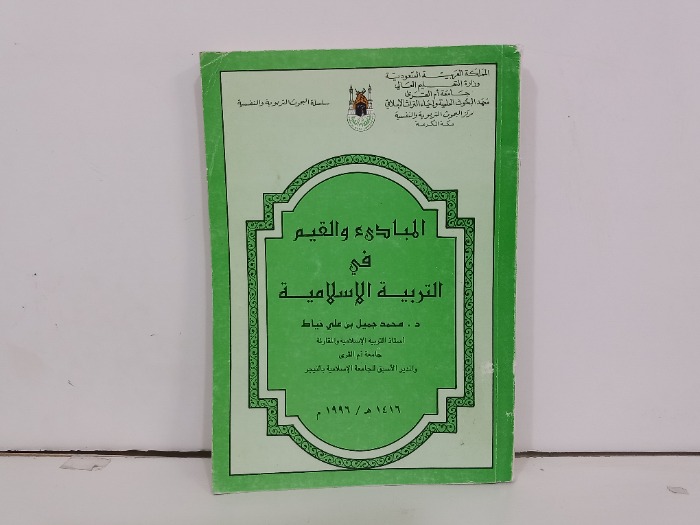 المملكة العربية السعودية
وزارة التعليم العالي
جامعة أم القرى
معهد البحوث العلمية وإحياء التراث الإسلامي
مركز البحوث التربوية والنفسية
مكة المكرمة
سلسلة البحوث التربوية والنفسية
المبادىء والقيم
في
التربية الإسلامية
د . محمد جميل بن علي خياط
أستاذ التربية الإسلامية والمقارنة
جامعة أم القرى
والمدير الأسبق للجامعة الإسلامية بالنيجر
١٤١٦ هـ / ١٩٩٦ م